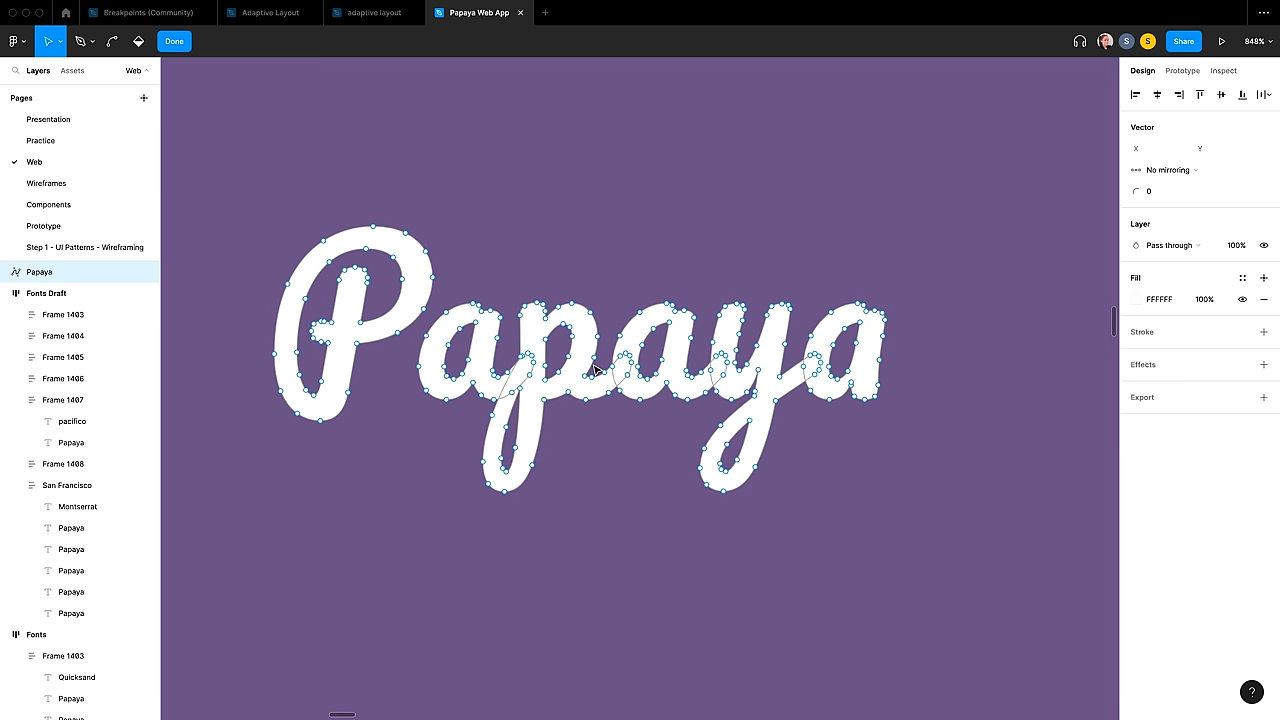 Breakpoints (Community)
Adaptive Layout
adaptive layout
Papaya Web App
Done
S
S
Share
848%
Layers
Assets
Web
Pages
Presentation
Practice
Web
Wireframes
Components
Prototype
Step 1 - UI Patterns - Wireframing
Papaya
Fonts Draft
Frame 1403
Frame 1404
Frame 1405
Frame 1406
Frame 1407
pacifico
Papaya
Frame 1408
San Francisco
Montserrat
Papaya
Papaya
Papaya
Papaya
Papaya
Fonts
Frame 1403
Quicksand
Papaya
Papaya
Papaya
Design
Prototype
Inspect
Vector
X
Y
No mirroring
0
Layer
Pass through
100%
Fill
FFFFFF
100%
Stroke
Effects
Export
?